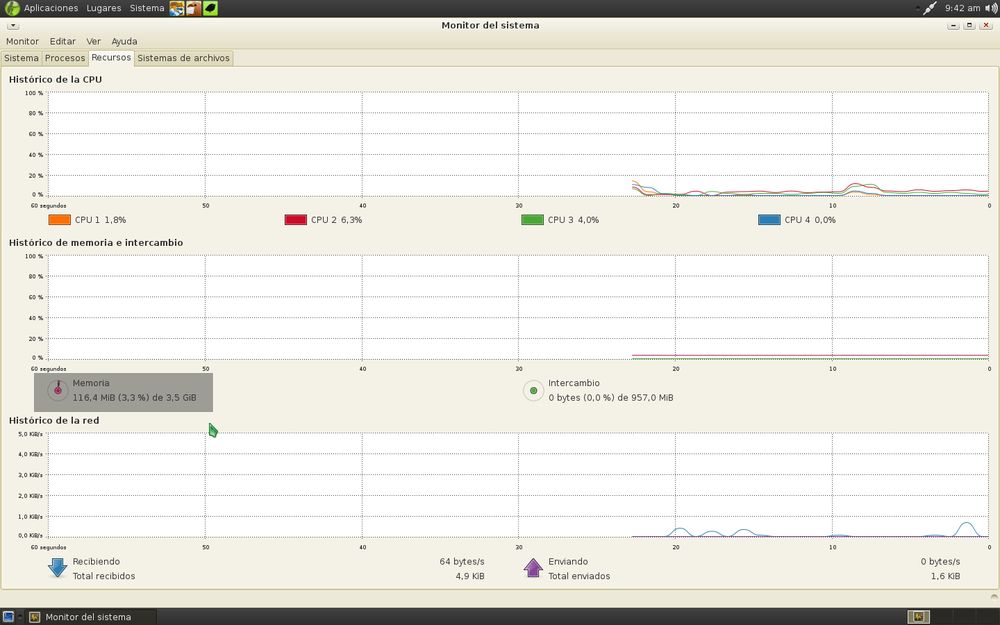 Aplicaciones Lugares Sistema 9:42 am
Monitor del sistema
Monitor Editar Ver Ayuda
Sistema Procesos Recursos Sistemas de archivos
Histórico de la CPU
100 %
80 %
60 %
40 %
20 %
0 %
60 segundos 50 40 30 20 10 0
CPU 1 1,8% CPU 2 6,3% CPU 3 4,0% CPU 4 0,0%
Histórico de memoria e intercambio
100 %
80 %
60 %
40 %
20 %
0 %
60 segundos 50 40 30 20 10 0
Memoria Intercambio
116,4 MiB (3,3 %) de 3,5 GiB 0 bytes (0,0 %) de 957,0 MiB
Histórico de la red
5,0 KiB/s
4,0 KiB/s
3,0 KiB/s
2,0 KiB/s
1,0 KiB/s
0,0 KiB/s
60 segundos 50 40 30 20 10 0
Recibiendo 64 bytes/s Enviando 0 bytes/s
Total recibidos 4,9 KiB Total enviados 1,6 KiB
Monitor del sistema